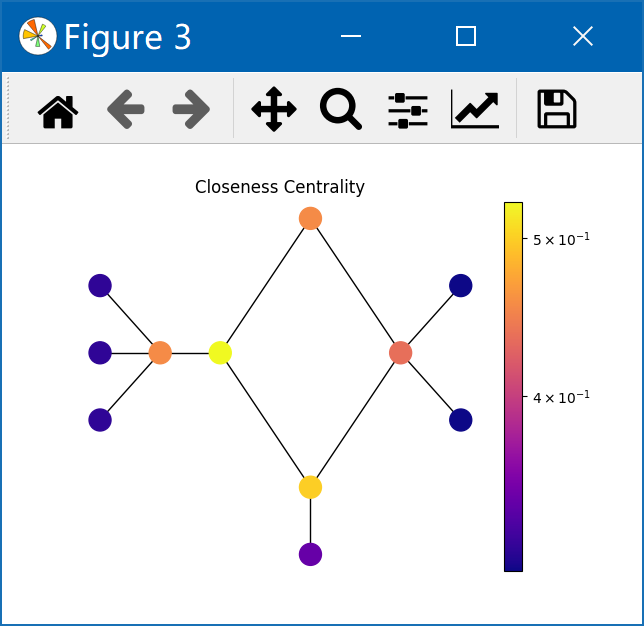 Figure 3
Closeness Centrality
5 × 10⁻¹
4 × 10⁻¹